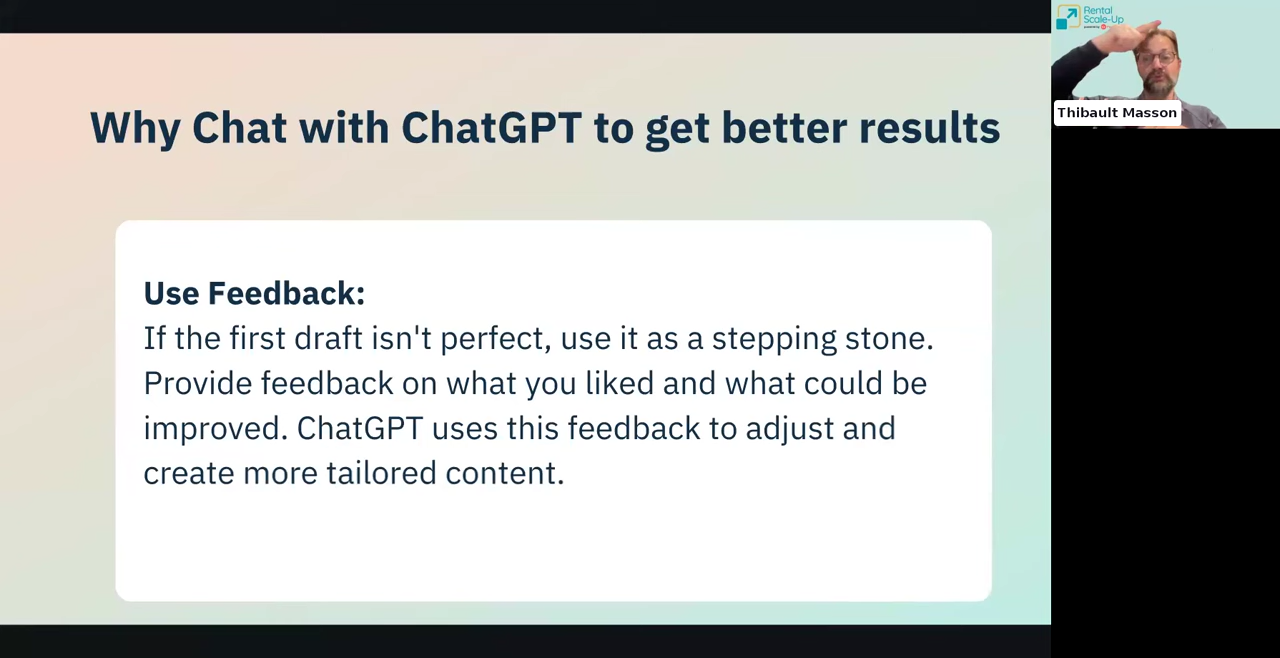 Why Chat with ChatGPT to get better results
Use Feedback:
If the first draft isn't perfect, use it as a stepping stone.
Provide feedback on what you liked and what could be
improved. ChatGPT uses this feedback to adjust and
create more tailored content.
Rental
Scale-Up
Thibault Masson